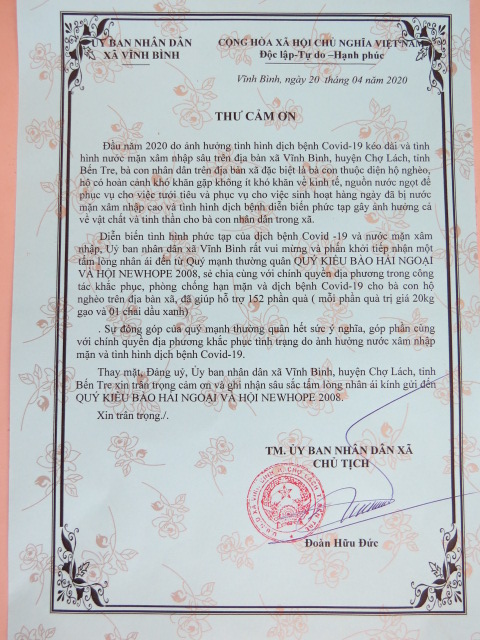 ỦY BAN NHÂN DÂN
XÃ VĨNH BÌNH
CỘNG HÒA XÃ HỘI CHỦ NGHĨA VIỆT NAM
Độc lập-Tự do –Hạnh phúc
Vĩnh Bình, ngày 20 tháng 04 năm 2020
THƯ CẢM ƠN
Đầu năm 2020 do ảnh hưởng tình hình dịch bệnh Covid-19 kéo dài và tình
hình nước mặn xâm nhập sâu trên địa bàn xã Vĩnh Bình, huyện Chợ Lách, tỉnh
Bến Tre, bà con nhân dân trên địa bàn xã đặc biệt là bà con thuộc diện hộ nghèo,
hộ có hoàn cảnh khó khăn gặp không ít khó khăn về kinh tế, nguồn nước ngọt để
phục vụ cho việc tưới tiêu và phục vụ cho việc sinh hoạt hàng ngày đã bị nước
mặn xâm nhập cao và tình hình dịch bệnh diễn biến phức tạp gây ảnh hưởng cả
về vật chất và tinh thần cho bà con nhân dân trong xã.
Diễn biến tình hình phức tạp của dịch bệnh Covid -19 và nước mặn xâm
nhập, Uỷ ban nhân dân xã Vĩnh Bình rất vui mừng và phấn khởi tiếp nhận một
tấm lòng nhân ái đến từ Quý mạnh thường quân QUỸ KIỀU BÀO HẢI NGOẠI
VÀ HỘI NEWHOPE 2008, sẻ chia cùng với chính quyền địa phương trong công
tác khắc phục, phòng chống hạn mặn và dịch bệnh Covid-19 cho bà con hộ
nghèo trên địa bàn xã, đã giúp hỗ trợ 152 phần quà ( mỗi phần quà trị giá 20kg
gạo và 01 chai dầu xanh)
. Sự đóng góp của quý mạnh thường quân hết sức ý nghĩa, góp phần cùng
với chính quyền địa phương khắc phục tình trạng do ảnh hưởng nước xâm nhập
mặn và tình hình dịch bệnh Covid-19.
Thay mặt, Đảng uỷ, Ủy ban nhân dân xã Vĩnh Bình, huyện Chợ Lách, tỉnh
Bến Tre xin trân trọng cảm ơn và ghi nhận sâu sắc tấm lòng nhân ái kính gửi đến
QUỸ KIỀU BÀO HẢI NGOẠI VÀ HỘI NEWHOPE 2008.
Xin trân trọng./.
TM. ỦY BAN NHÂN DÂN XÃ
CHỦ TỊCH
Đoàn Hữu Đức